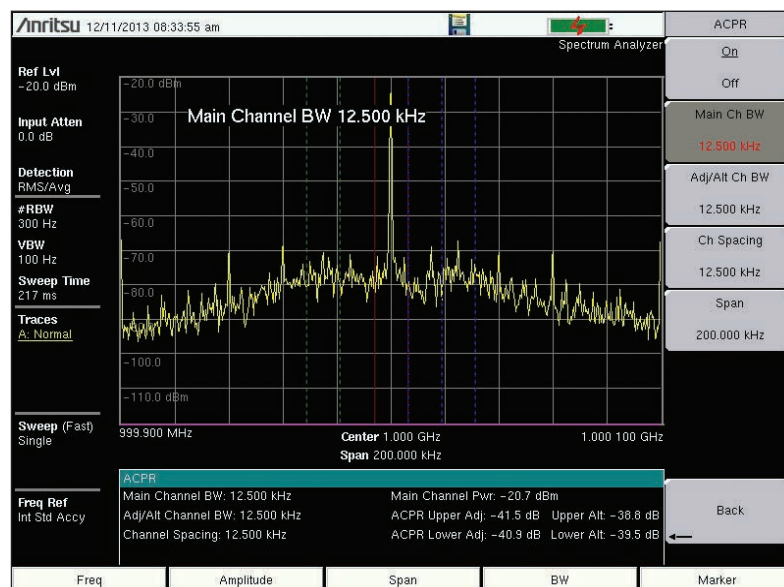 Anritsu 12/11/2013 08:33:55 am
Spectrum Analyzer
Ref Lvl
-20.0 dBm
Input Atten
0.0 dB
Detection
RMS/Avg
#RBW
300 Hz
VBW
100 Hz
Sweep Time
217 ms
Traces
A: Normal
Sweep (Fast)
Single
Freq Ref
Int Std Accy
-20.0 dBm
Main Channel BW 12.500 kHz
-30.0
-40.0
-50.0
-60.0
-70.0
-80.0
-100.0
-110.0 dBm
999.900 MHz
Center 1.000 GHz
1.000 100 GHz
Span 200.000 kHz
ACPR
Main Channel BW: 12.500 kHz
Main Channel Pwr: -20.7 dBm
Adj/Alt Channel BW: 12.500 kHz
ACPR Upper Adj: -41.5 dB Upper Alt: -38.8 dB
Channel Spacing: 12.500 kHz
ACPR Lower Adj: -40.9 dB Lower Alt: -39.5 dB
ACPR
On
Off
Main Ch BW
12.500 kHz
Adj/Alt Ch BW
12.500 kHz
Ch Spacing
12.500 kHz
Span
200.000 kHz
Back
Freq
Amplitude
Span
BW
Marker